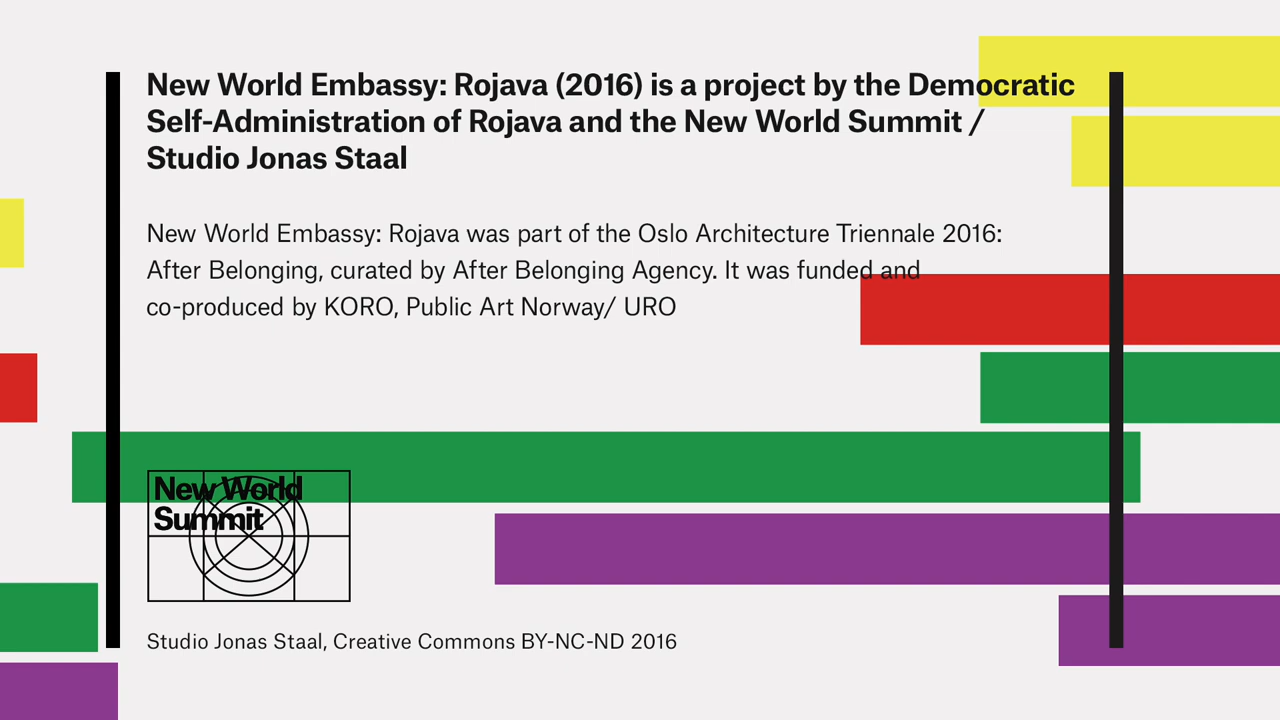 New World Embassy: Rojava (2016) is a project by the Democratic
Self-Administration of Rojava and the New World Summit /
Studio Jonas Staal
New World Embassy: Rojava was part of the Oslo Architecture Triennale 2016:
After Belonging, curated by After Belonging Agency. It was funded and
co-produced by KORO, Public Art Norway/ URO
New World
Summit
Studio Jonas Staal, Creative Commons BY-NC-ND 2016